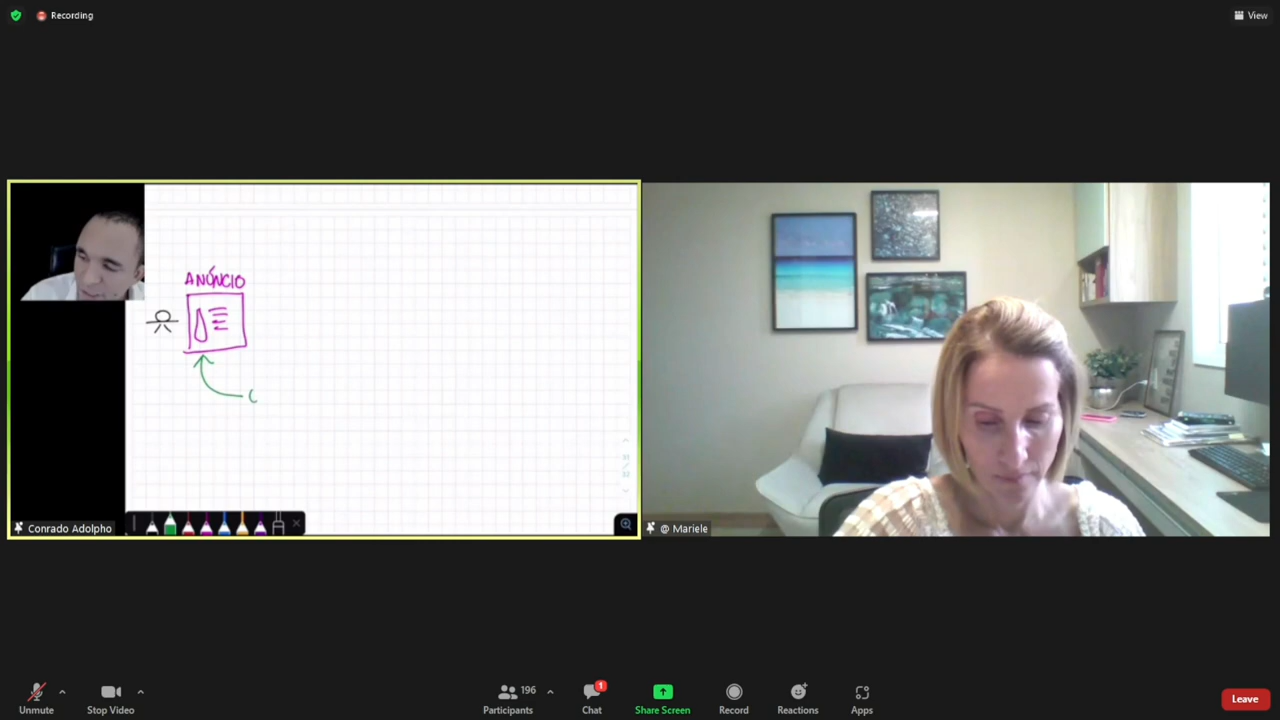 Recording
View
ANÚNCIO
Conrado Adolpho
@ Mariele
Unmute
Stop Video
196
Participants
1
Chat
Share Screen
Record
Reactions
Apps
Leave